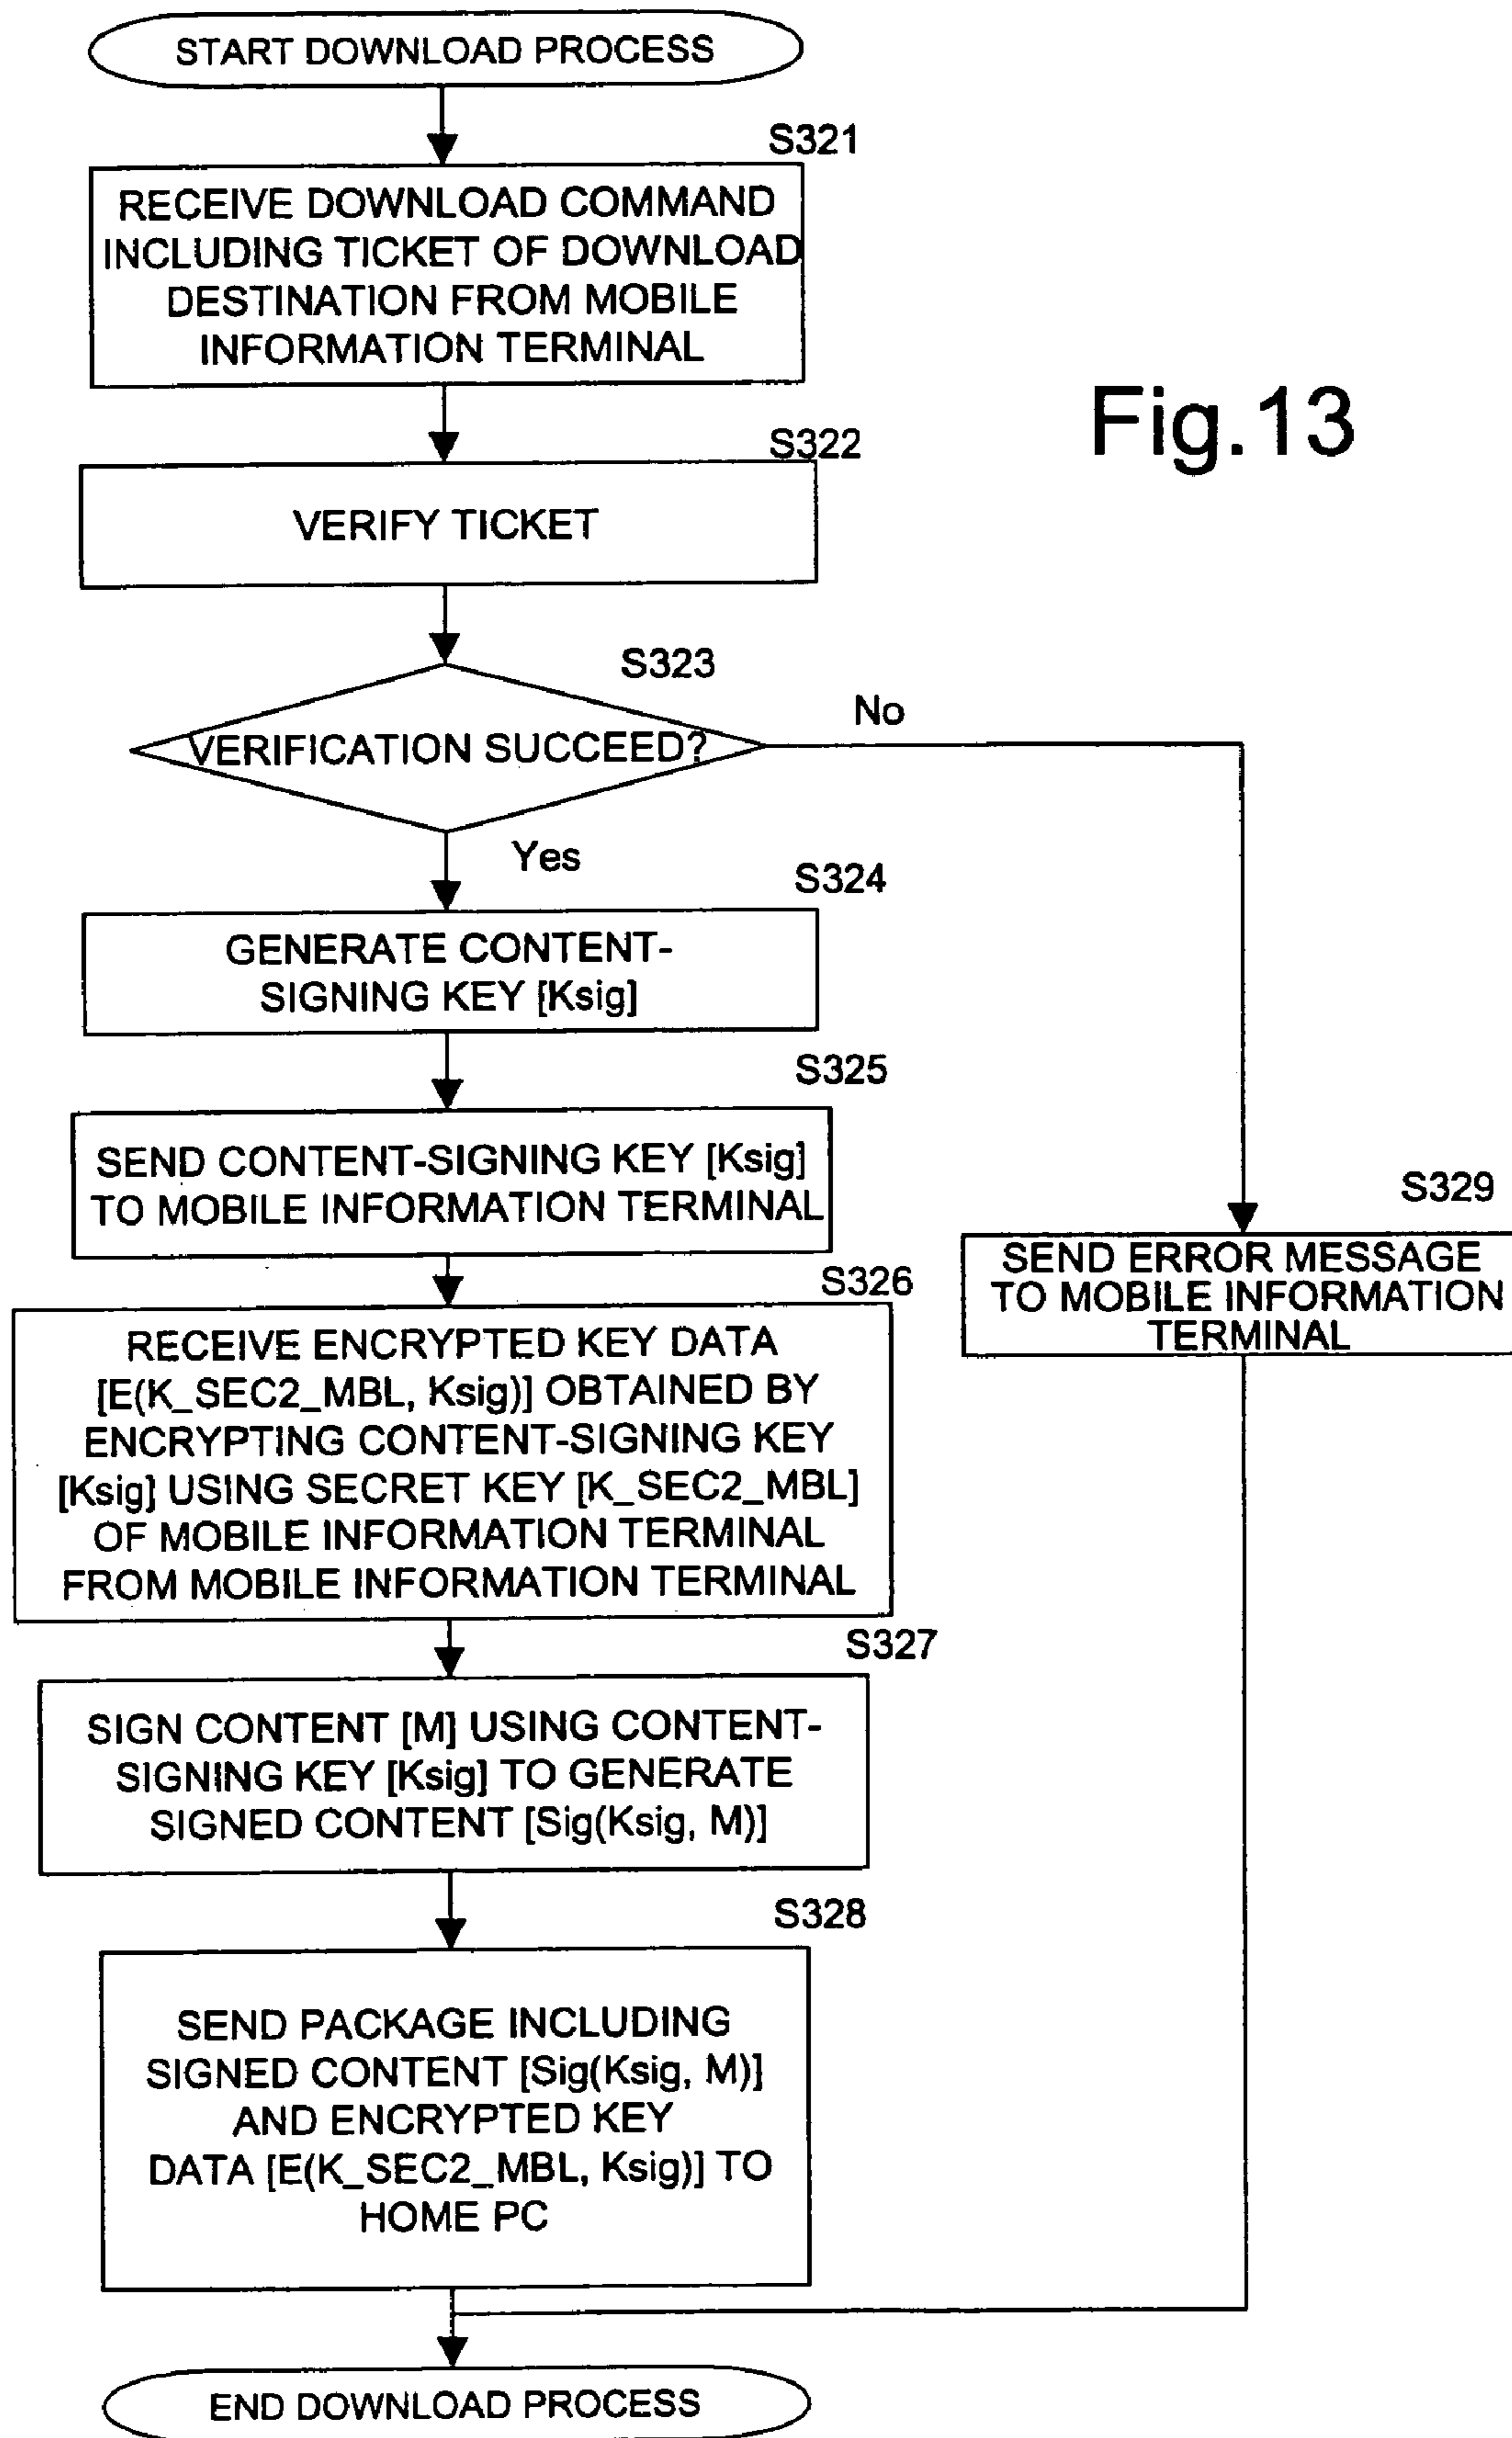 START DOWNLOAD PROCESS
S321
RECEIVE DOWNLOAD COMMAND
INCLUDING TICKET OF DOWNLOAD
DESTINATION FROM MOBILE
INFORMATION TERMINAL
Fig.13
S322
VERIFY TICKET
S323
VERIFICATION SUCCEED?
No
Yes
S324
GENERATE CONTENT-
SIGNING KEY [Ksig]
S325
SEND CONTENT-SIGNING KEY [Ksig]
TO MOBILE INFORMATION TERMINAL
S329
SEND ERROR MESSAGE
TO MOBILE INFORMATION
TERMINAL
S326
RECEIVE ENCRYPTED KEY DATA
[E(K_SEC2_MBL, Ksig)] OBTAINED BY
ENCRYPTING CONTENT-SIGNING KEY
[Ksig] USING SECRET KEY [K_SEC2_MBL]
OF MOBILE INFORMATION TERMINAL
FROM MOBILE INFORMATION TERMINAL
S327
SIGN CONTENT [M] USING CONTENT-
SIGNING KEY [Ksig] TO GENERATE
SIGNED CONTENT [Sig(Ksig, M)]
S328
SEND PACKAGE INCLUDING
SIGNED CONTENT [Sig(Ksig, M)]
AND ENCRYPTED KEY
DATA [E(K_SEC2_MBL, Ksig)] TO
HOME PC
END DOWNLOAD PROCESS